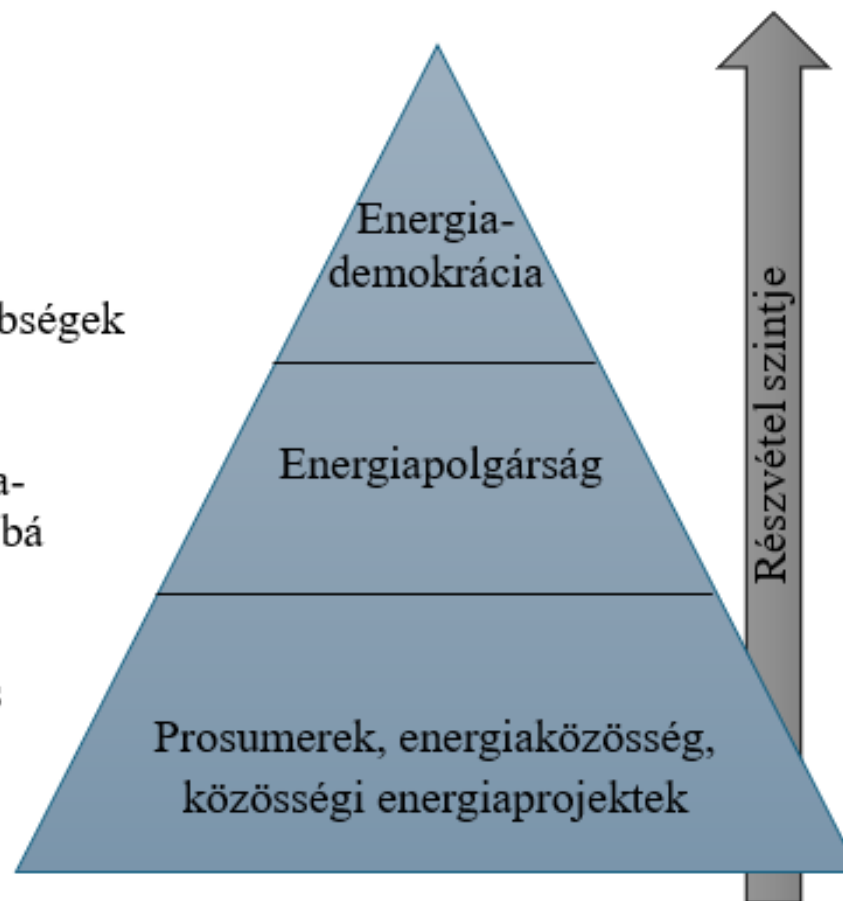 Energia-
demokrácia
Energiapolgárság
Prosumerek, energiaközösség,
közösségi energiaprojektek
Részvétel szintje